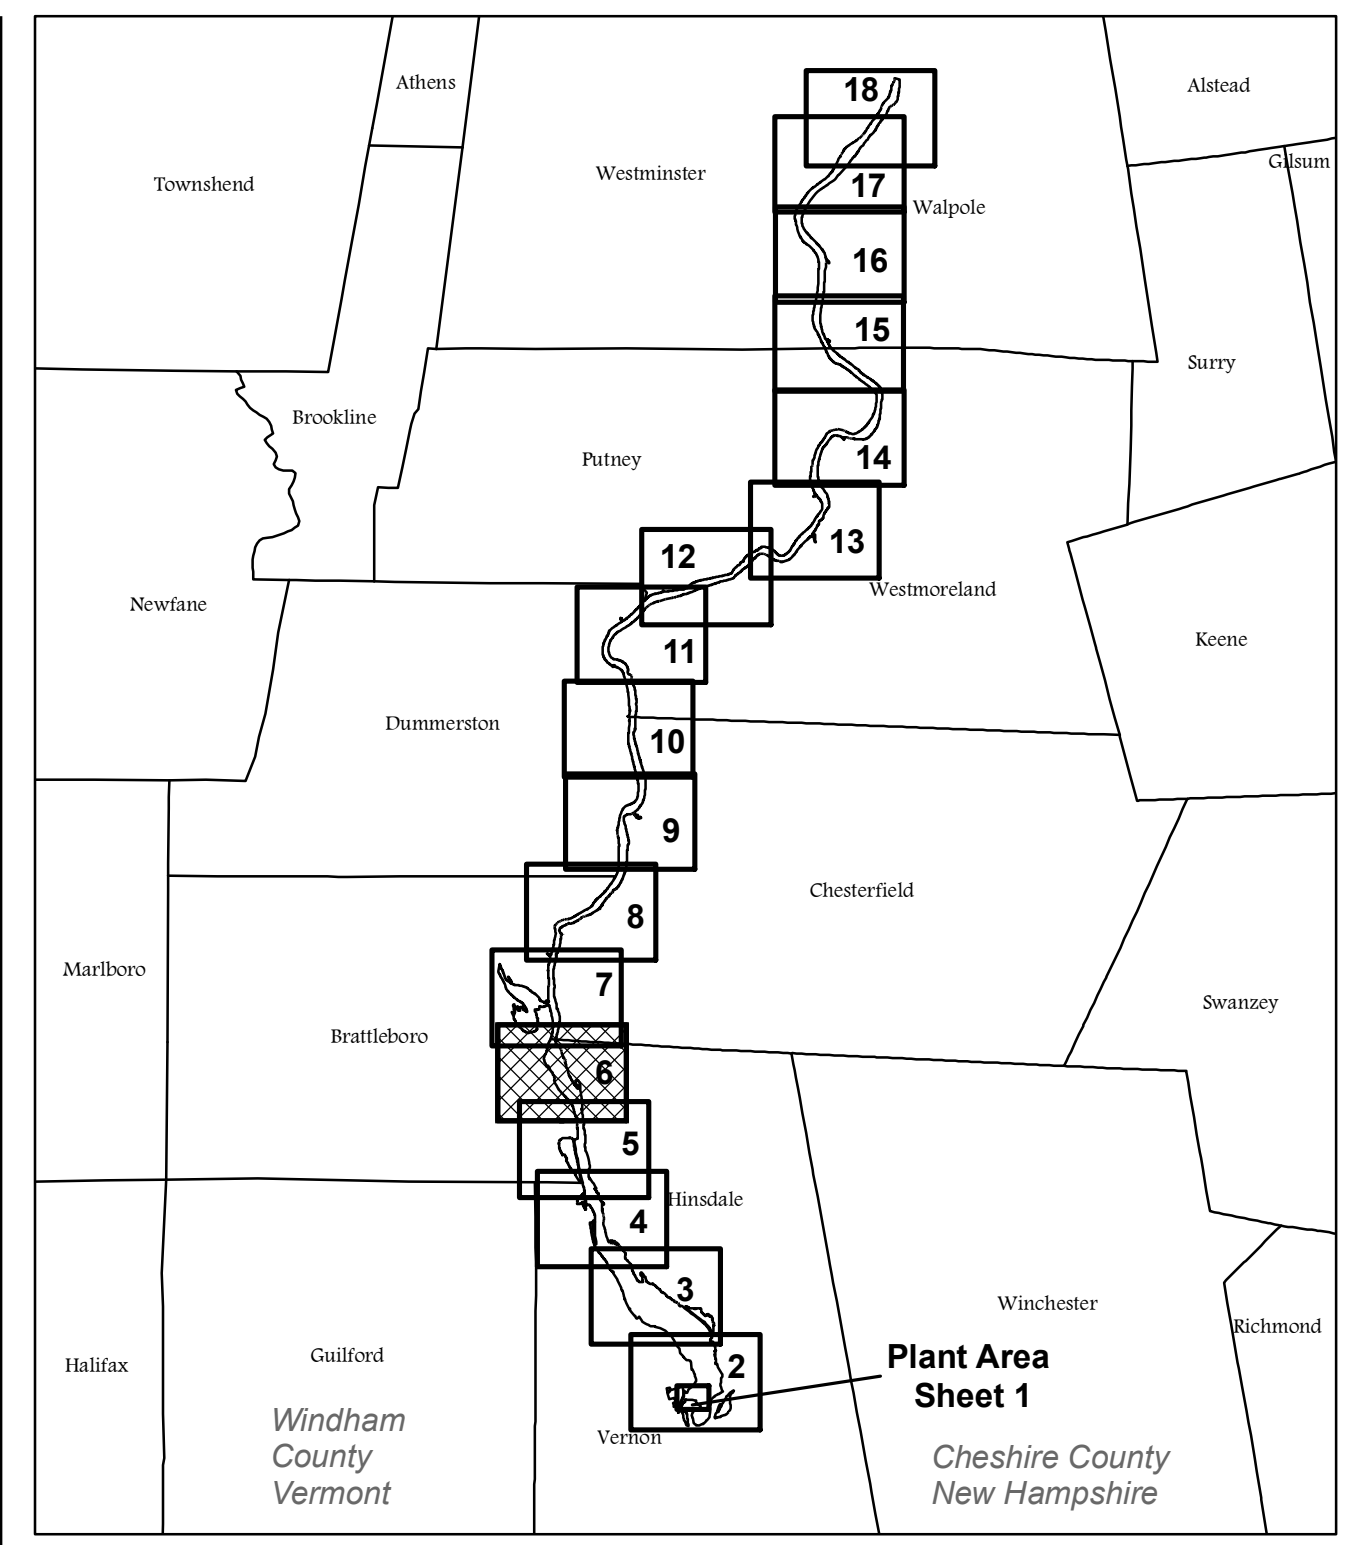 Athens
18
Alstead
Gilsum
Townshend
Westminster
17
Walpole
16
15
Surry
Brookline
Putney
14
13
12
Westmoreland
Newfane
Keene
11
Dummerston
10
9
Chesterfield
8
Marlboro
7
Swanzey
Brattleboro
6
5
Hinsdale
4
3
Winchester
Richmond
Guilford
Halifax
2
Plant Area
Sheet 1
Vernon
Windham
County
Vermont
Cheshire County
New Hampshire